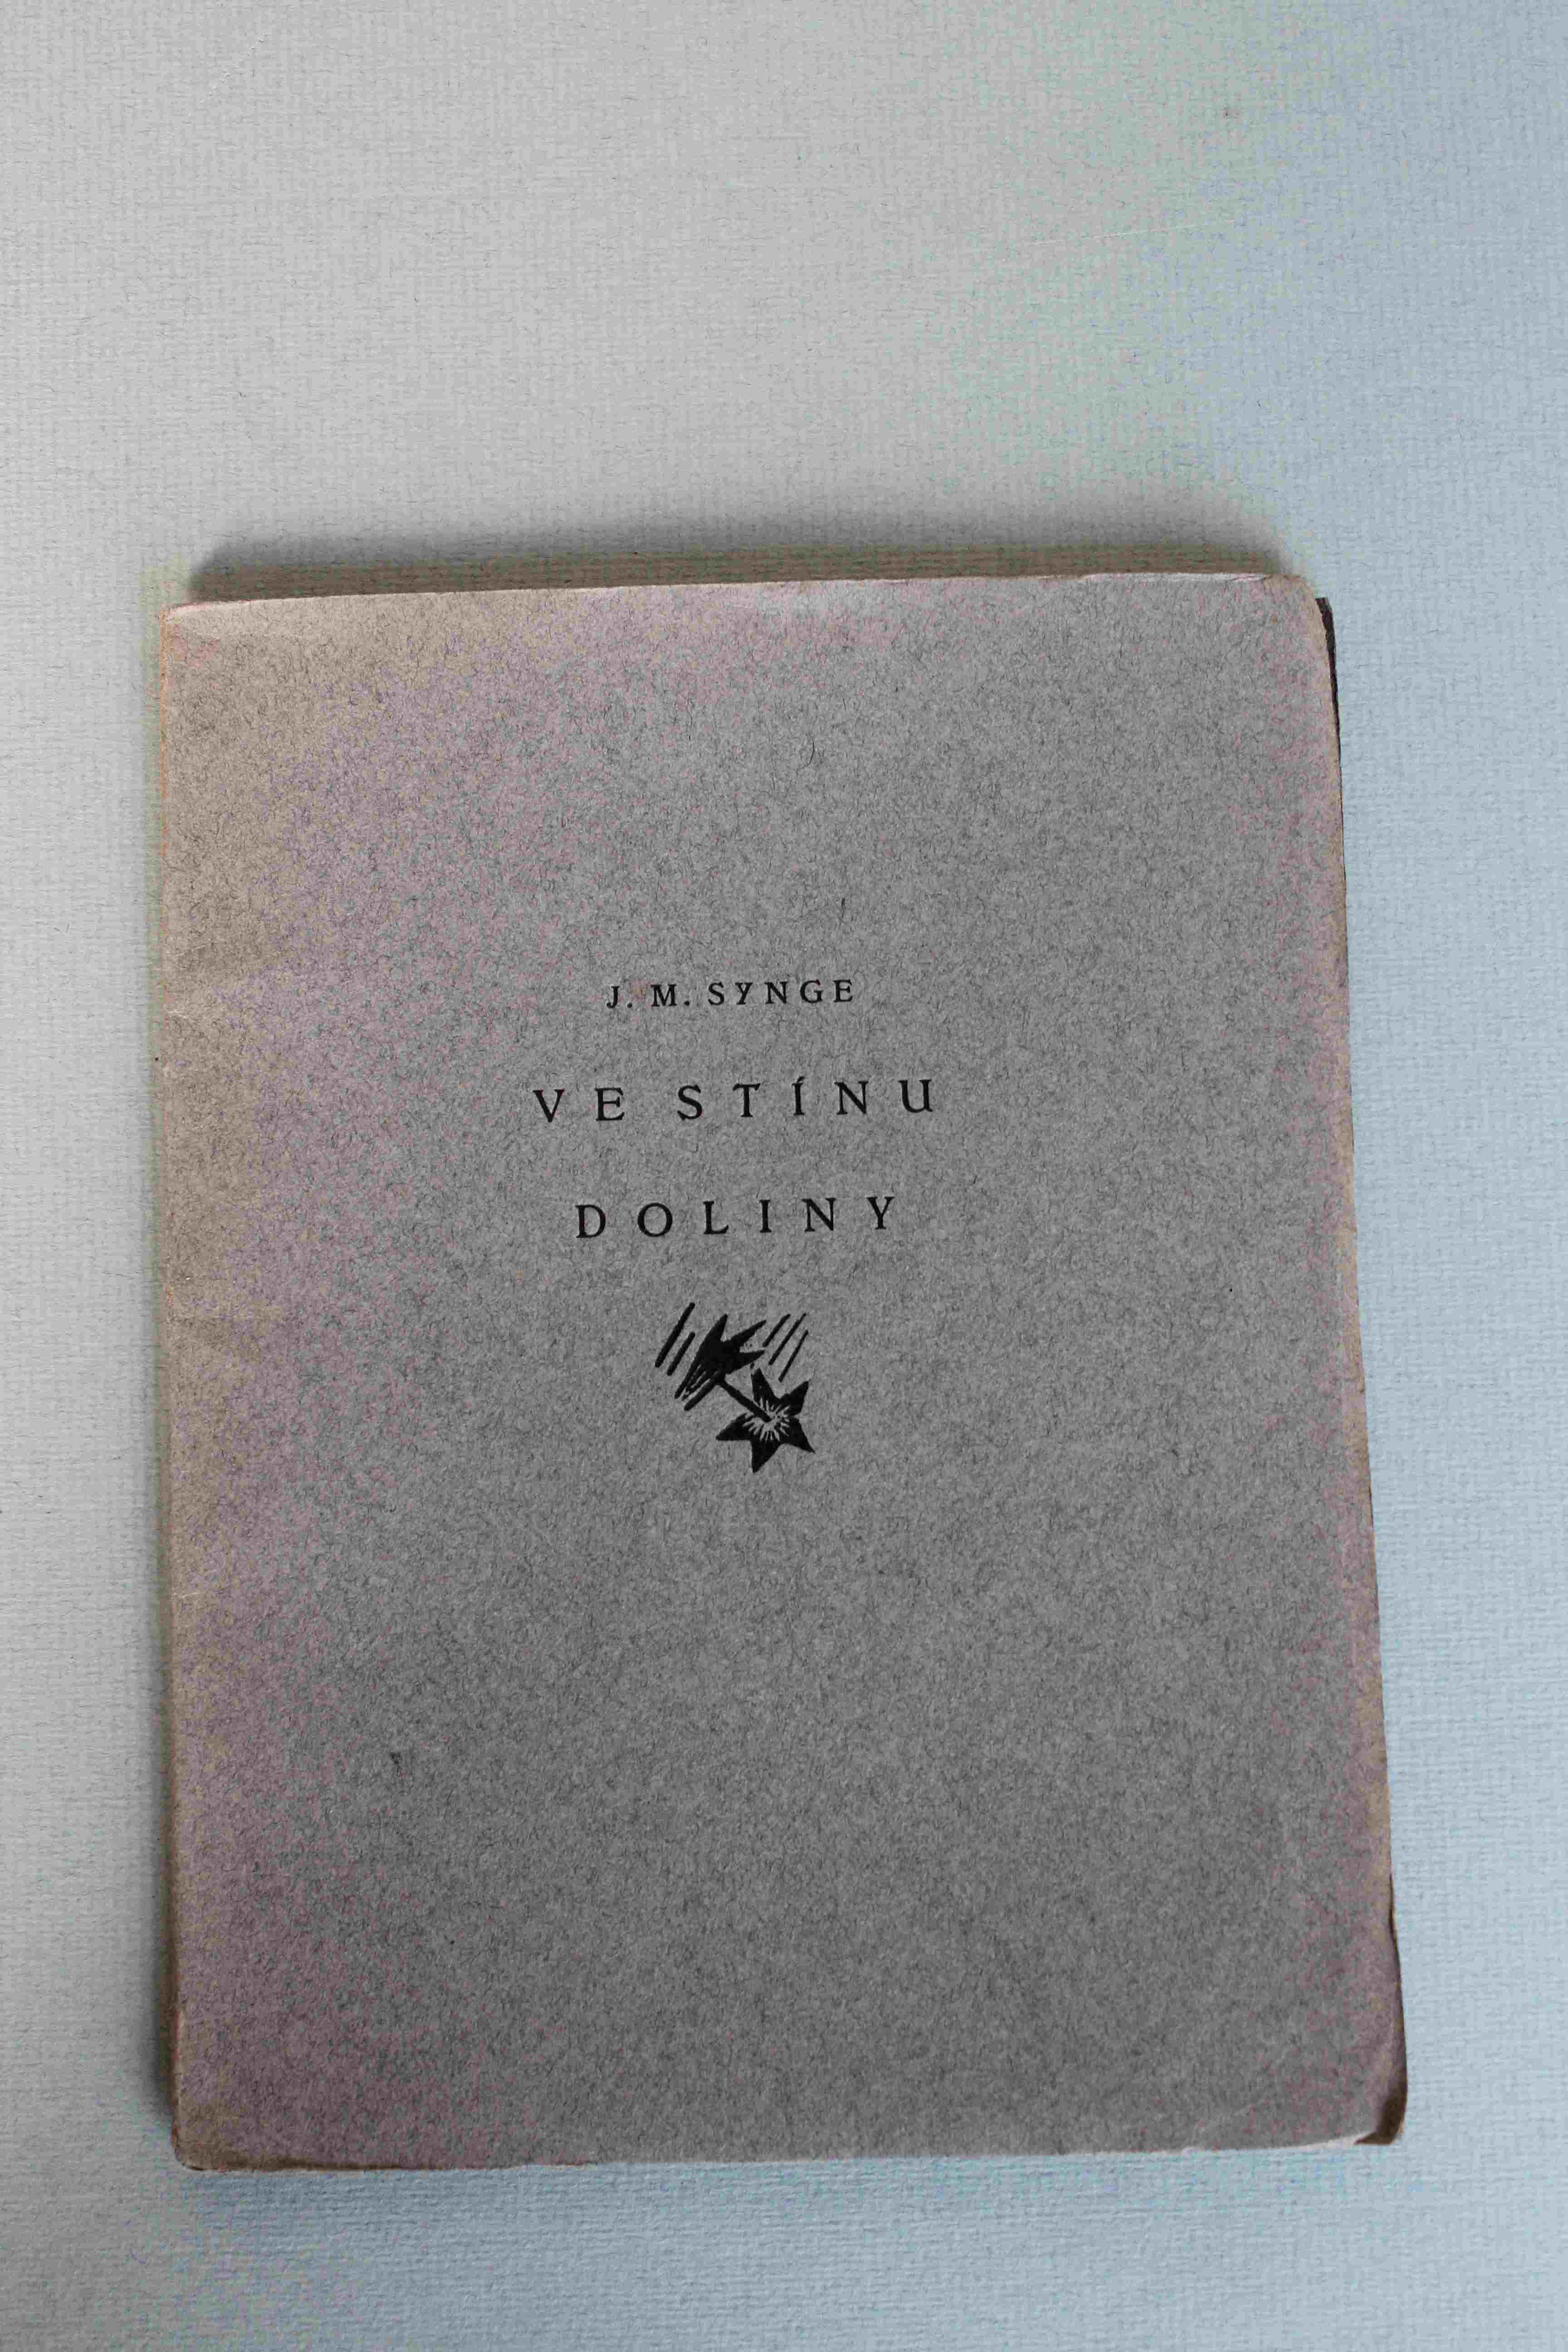 J. M. SYNGE
VE STÍNU
DOLINY